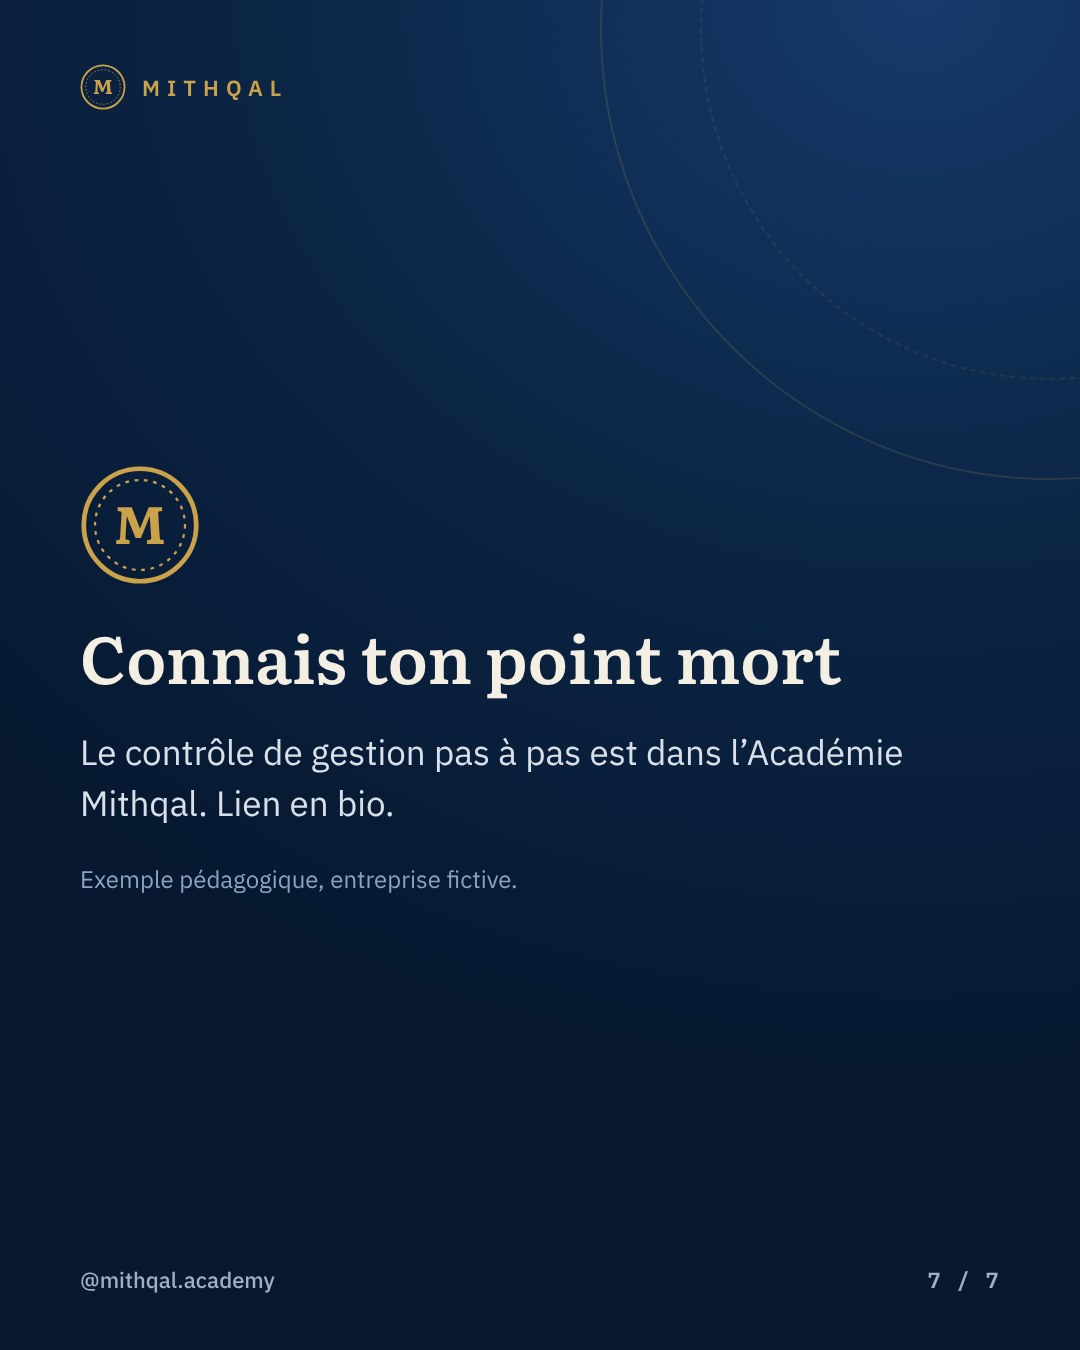 M MITHQAL
M
Connais ton point mort
Le contrôle de gestion pas à pas est dans l’Académie
Mithqal. Lien en bio.
Exemple pédagogique, entreprise fictive.
@mithqal.academy 7 / 7